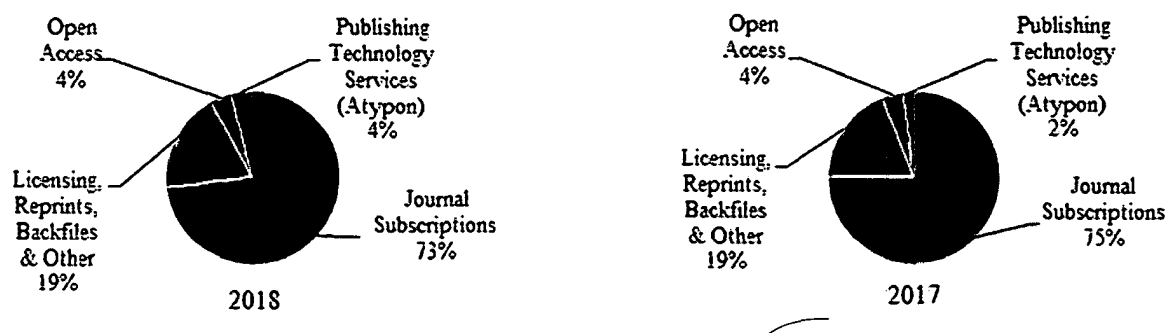 Open
Access
4%
Publishing
Technology
Services
(Atypon)
4%
Licensing,
Reprints,
Backfiles
& Other
19%
Journal
Subscriptions
73%
2018
Open
Access
4%
Publishing
Technology
Services
(Atypon)
2%
Licensing,
Reprints,
Backfiles
& Other
19%
Journal
Subscriptions
75%
2017